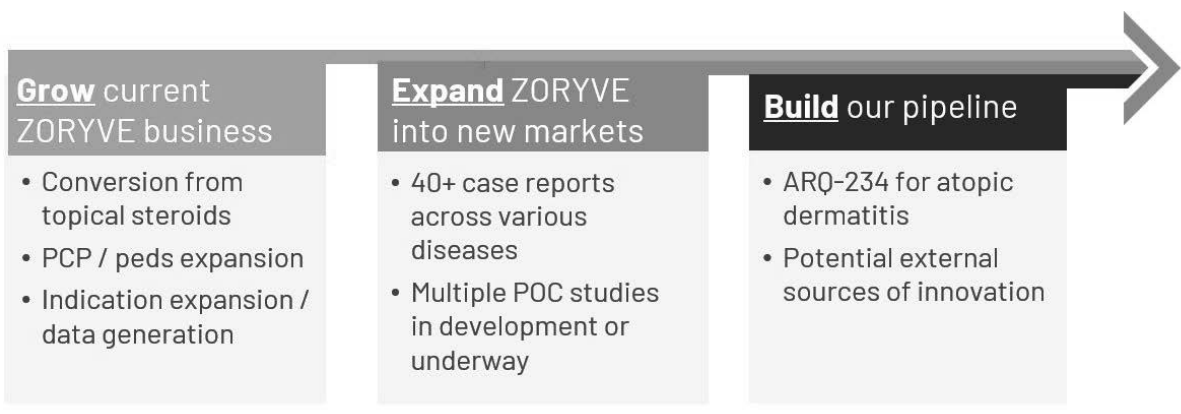 Grow current
ZORYVE business
• Conversion from
topical steroids
• PCP / peds expansion
• Indication expansion /
data generation
Expand ZORYVE
into new markets
• 40+ case reports
across various
diseases
• Multiple POC studies
in development or
underway
Build our pipeline
• ARQ-234 for atopic
dermatitis
• Potential external
sources of innovation